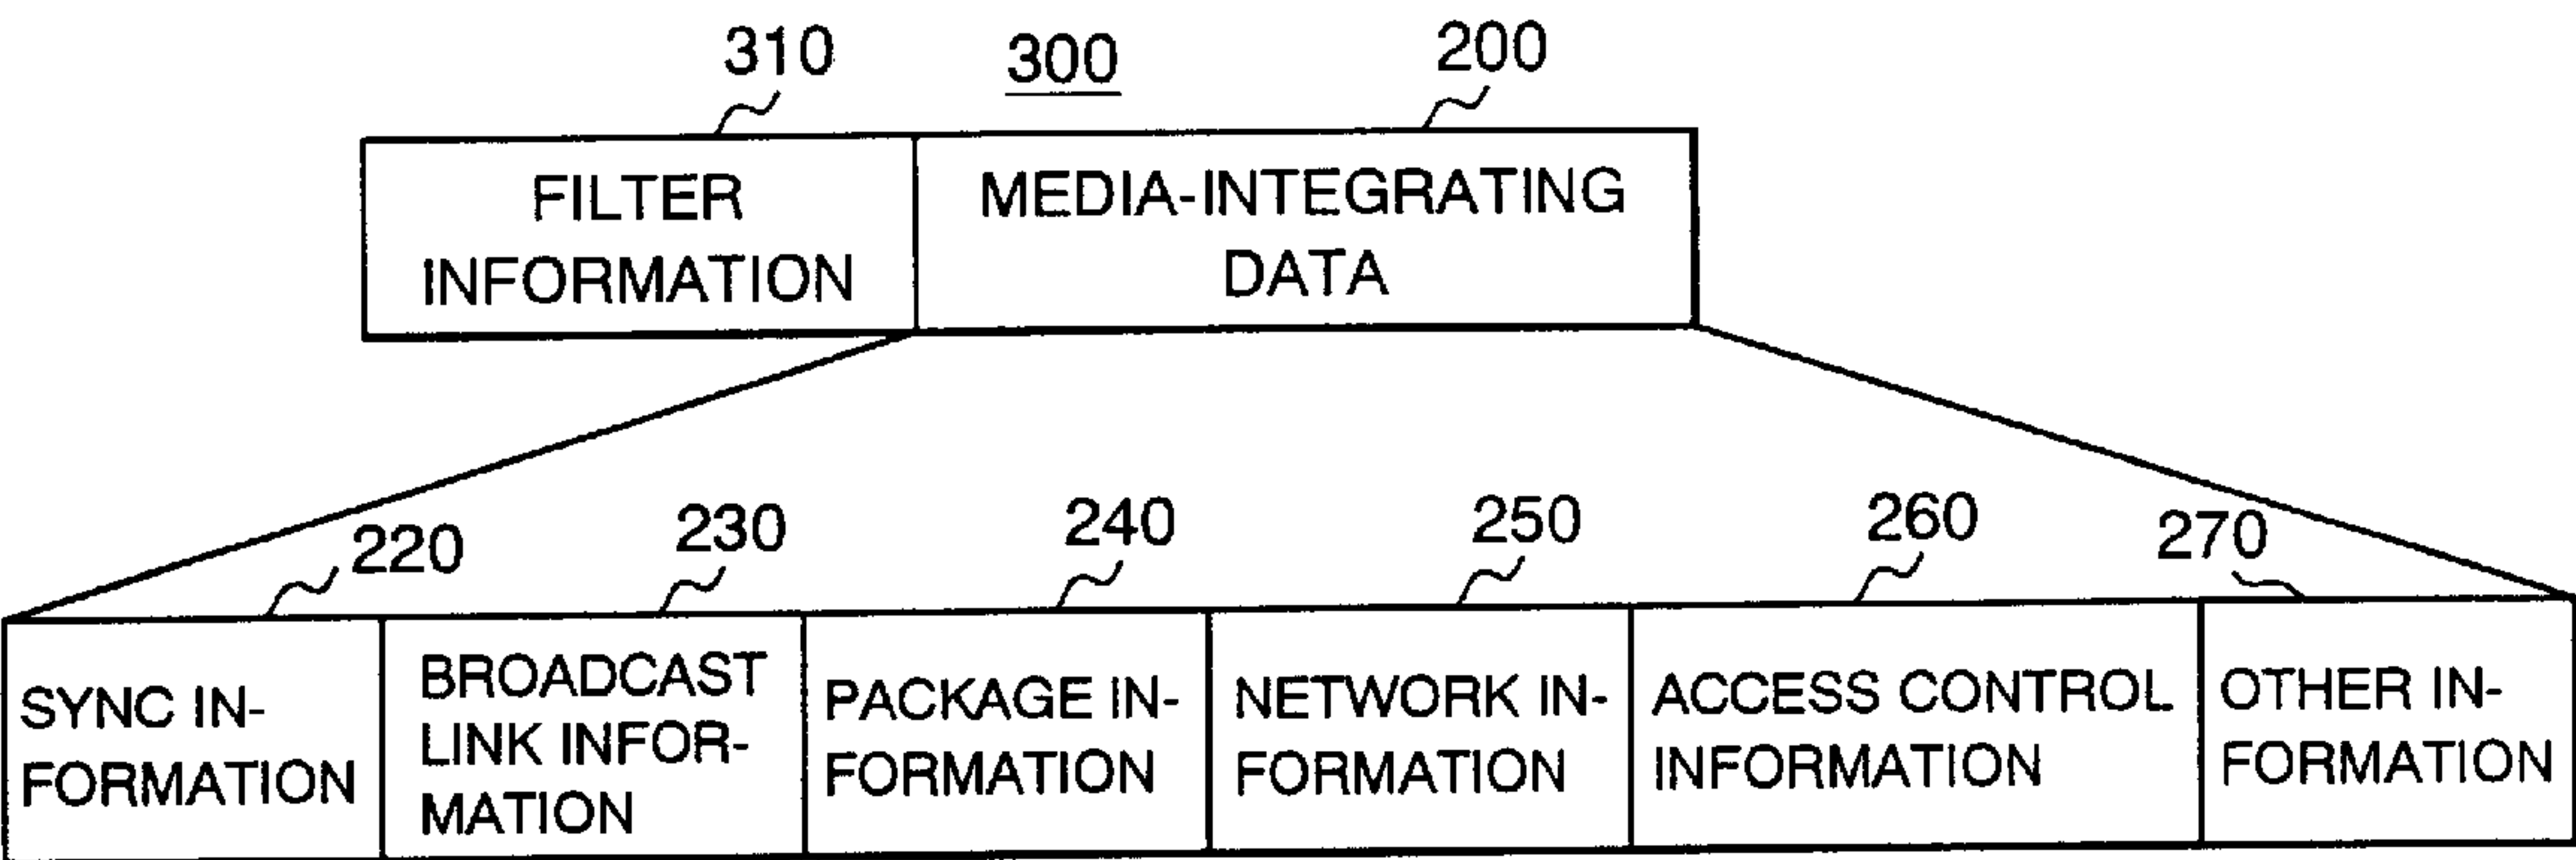 310 300 200
FILTER
INFORMATION
MEDIA-INTEGRATING
DATA
220 230 240 250 260 270
SYNC IN-
FORMATION
BROADCAST
LINK INFOR-
MATION
PACKAGE IN-
FORMATION
NETWORK IN-
FORMATION
ACCESS CONTROL
INFORMATION
OTHER IN-
FORMATION